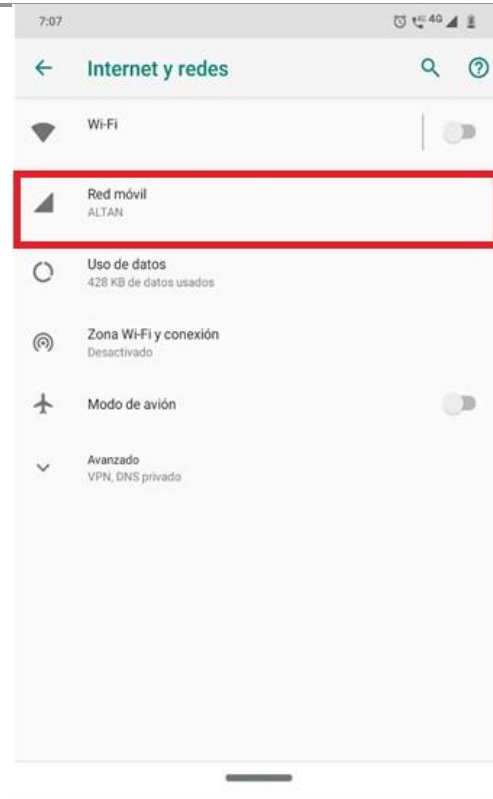 7:07
4G
Internet y redes
Wi-Fi
Red móvil
ALTAN
Uso de datos
428 KB de datos usados
Zona Wi-Fi y conexión
Desactivado
Modo de avión
Avanzado
VPN, DNS privado